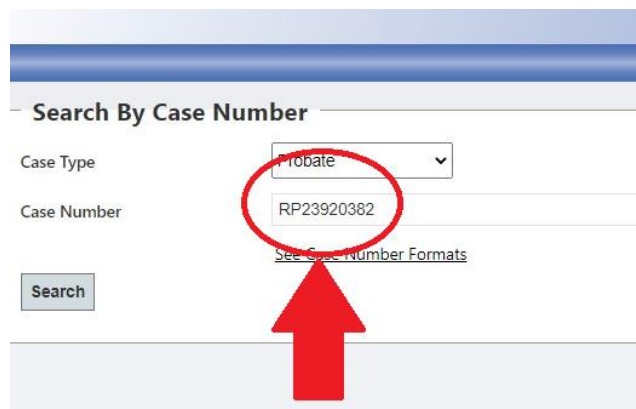 Search By Case Number
Case Type
Probate
Case Number
RP23920382
See Case Number Formats
Search